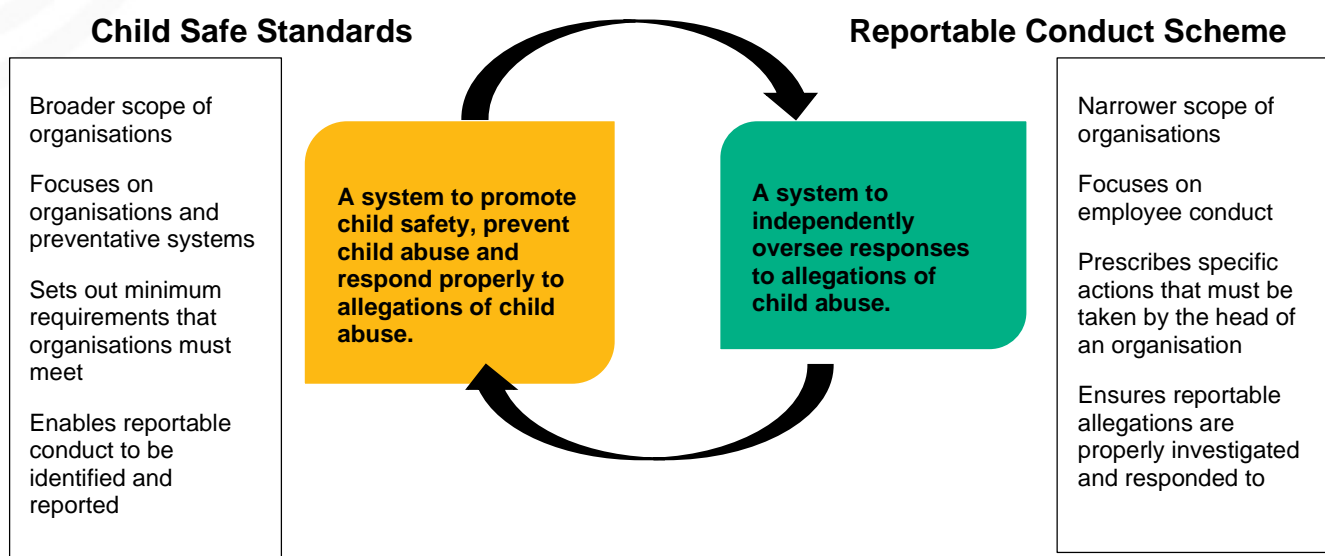 Child Safe Standards
Broader scope of
organisations
Focuses on
organisations and
preventative systems
Sets out minimum
requirements that
organisations must
meet
Enables reportable
conduct to be
identified and
reported
A system to promote
child safety, prevent
child abuse and
respond properly to
allegations of child
abuse.
A system to
independently
oversee responses
to allegations of
child abuse.
Reportable Conduct Scheme
Narrower scope of
organisations
Focuses on
employee conduct
Prescribes specific
actions that must be
taken by the head of
an organisation
Ensures reportable
allegations are
properly investigated
and responded to